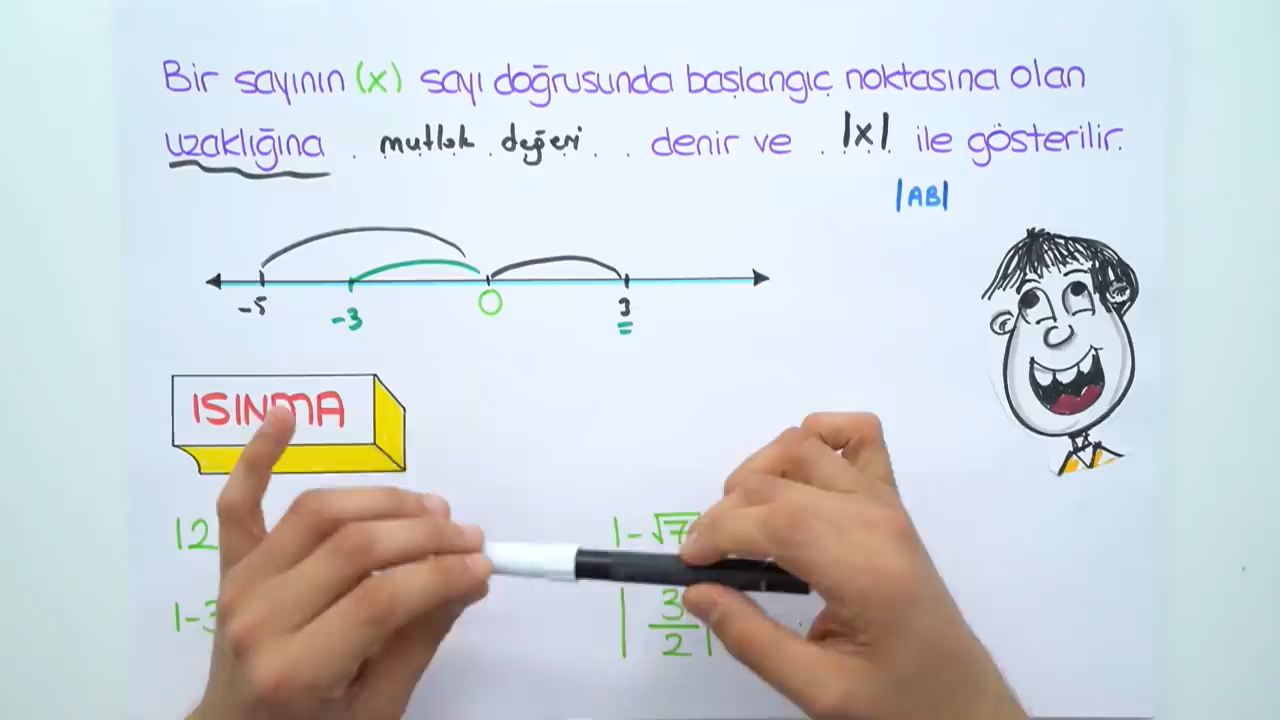 Bir sayının (x) sayı doğrusunda başlangıç noktasına olan
uzaklığına . mutlak değeri . . denir ve . |x| ile gösterilir.
|AB|
-5 -3 0 3
ISINMA
|2 |-√7
|-3 |3/2|